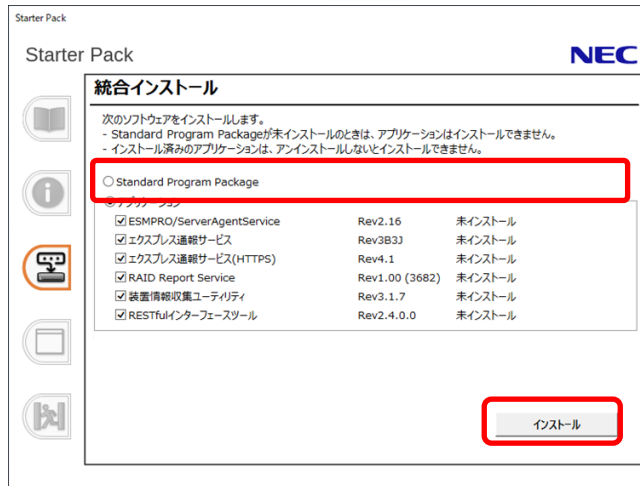 Starter Pack
Starter Pack
NEC
統合インストール
次のソフトウェアをインストールします。
- Standard Program Packageが未インストールのときは、アプリケーションはインストールできません。
- インストール済みのアプリケーションは、アンインストールしないとインストールできません。
Standard Program Package
アプリケーション
ESMPRO/ServerAgentService Rev2.16 未インストール
エクスプレス通報サービス Rev3B3J 未インストール
エクスプレス通報サービス(HTTPS) Rev4.1 未インストール
RAID Report Service Rev1.00 (3682) 未インストール
装置情報収集ユーティリティ Rev3.1.7 未インストール
RESTfulインターフェースツール Rev2.4.0.0 未インストール
インストール